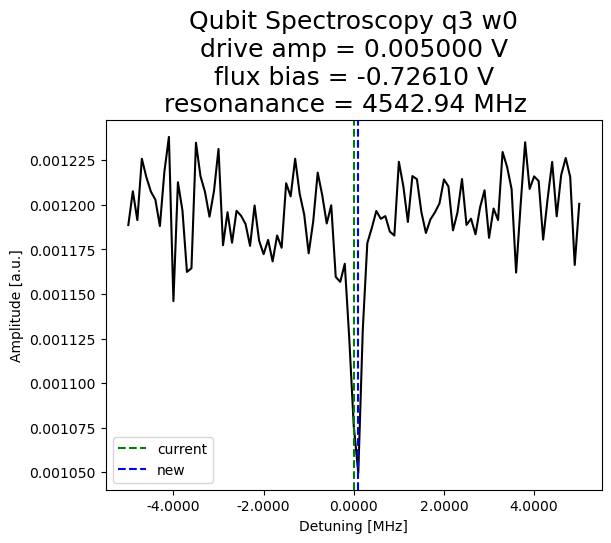 Qubit Spectroscopy q3 w0
drive amp = 0.005000 V
flux bias = -0.72610 V
resonanance = 4542.94 MHz
Amplitude [a.u.]
0.001225
0.001200
0.001175
0.001150
0.001125
0.001100
0.001075
0.001050
current
new
-4.0000
-2.0000
0.0000
2.0000
4.0000
Detuning [MHz]